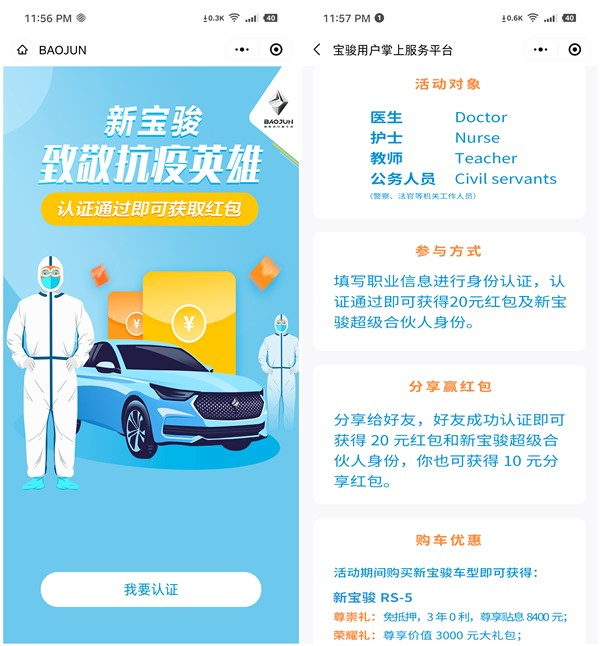 11:56 PM
0.3K
40
BAOJUN
BAOJUN
新宝骏
致敬抗疫英雄
认证通过即可获取红包
¥
¥
我要认证
11:57 PM
1
0.6K
40
宝骏用户掌上服务平台
活动对象
医生 Doctor
护士 Nurse
教师 Teacher
公务人员 Civil servants
（警察、法官等机关工作人员）
参与方式
填写职业信息进行身份认证，认
证通过即可获得20元红包及新宝
骏超级合伙人身份。
分享赢红包
分享给好友，好友成功认证即可
获得 20 元红包和新宝骏超级合
伙人身份，你也可获得 10 元分
享红包。
购车优惠
活动期间购买新宝骏车型即可获得：
新宝骏 RS-5
尊崇礼：免抵押，3 年 0 利，尊享贴息 8400 元；
荣耀礼：尊享价值 3000 元大礼包；